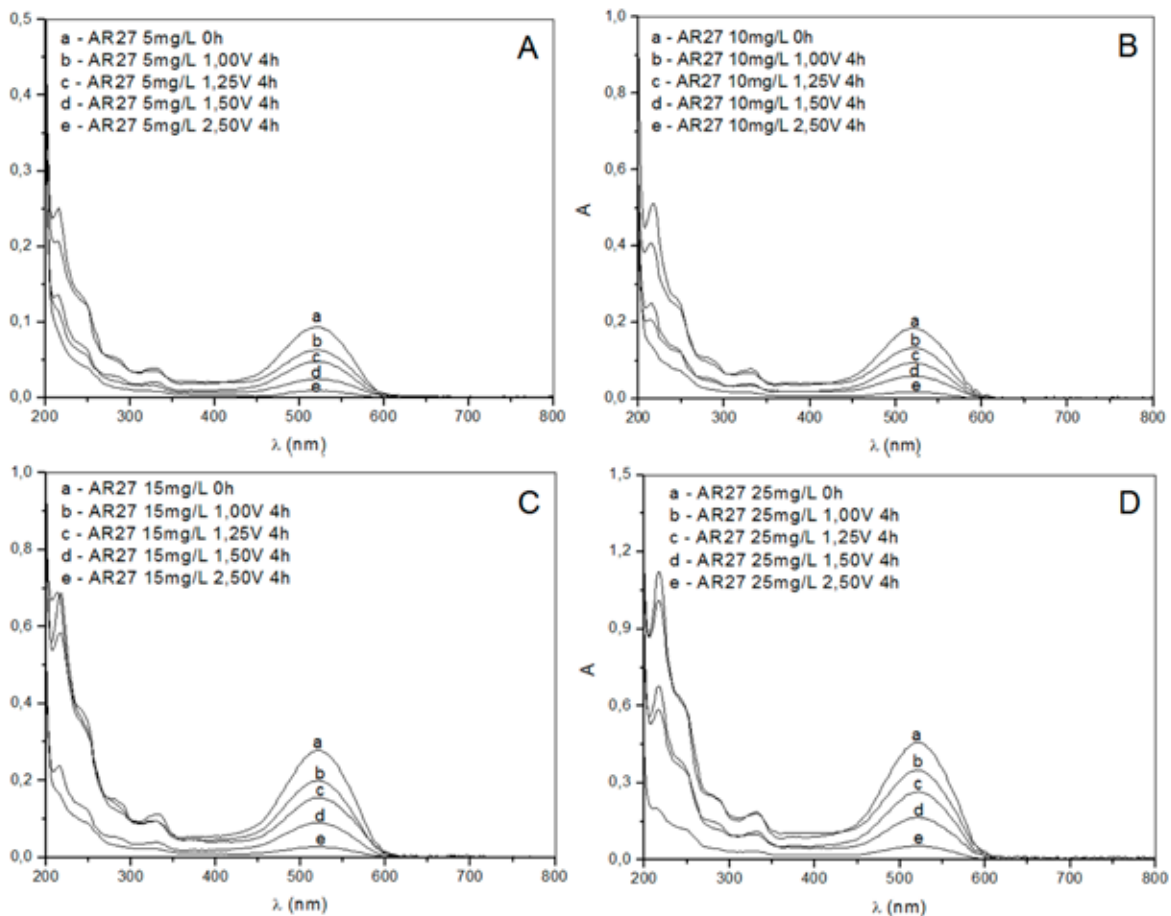 A
a - AR27 5mg/L 0h
b - AR27 5mg/L 1,00V 4h
c - AR27 5mg/L 1,25V 4h
d - AR27 5mg/L 1,50V 4h
e - AR27 5mg/L 2,50V 4h
0,5
0,4
0,3
0,2
0,1
0,0
a
b
c
d
e
200 300 400 500 600 700 800
λ (nm)
B
a - AR27 10mg/L 0h
b - AR27 10mg/L 1,00V 4h
c - AR27 10mg/L 1,25V 4h
d - AR27 10mg/L 1,50V 4h
e - AR27 10mg/L 2,50V 4h
A
1,0
0,8
0,6
0,4
0,2
0,0
a
b
c
d
e
200 300 400 500 600 700 800
λ (nm)
C
a - AR27 15mg/L 0h
b - AR27 15mg/L 1,00V 4h
c - AR27 15mg/L 1,25V 4h
d - AR27 15mg/L 1,50V 4h
e - AR27 15mg/L 2,50V 4h
1,0
0,8
0,6
0,4
0,2
0,0
a
b
c
d
e
200 300 400 500 600 700 800
λ (nm)
D
a - AR27 25mg/L 0h
b - AR27 25mg/L 1,00V 4h
c - AR27 25mg/L 1,25V 4h
d - AR27 25mg/L 1,50V 4h
e - AR27 25mg/L 2,50V 4h
A
1,5
1,2
0,9
0,6
0,3
0,0
a
b
c
d
e
200 300 400 500 600 700 800
λ (nm)